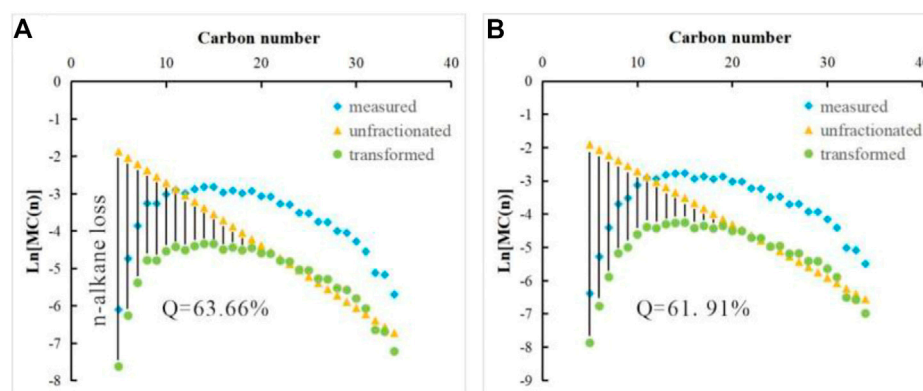 A
Carbon number
0 10 20 30 40
0
-1
-2
-3
-4
-5
-6
-7
-8
Ln[MC(n)]
measured
unfractionated
transformed
n-alkane loss
Q=63.66%
B
Carbon number
0 10 20 30 40
0
-1
-2
-3
-4
-5
-6
-7
-8
-9
Ln[MC(n)]
measured
unfractionated
transformed
Q=61.91%